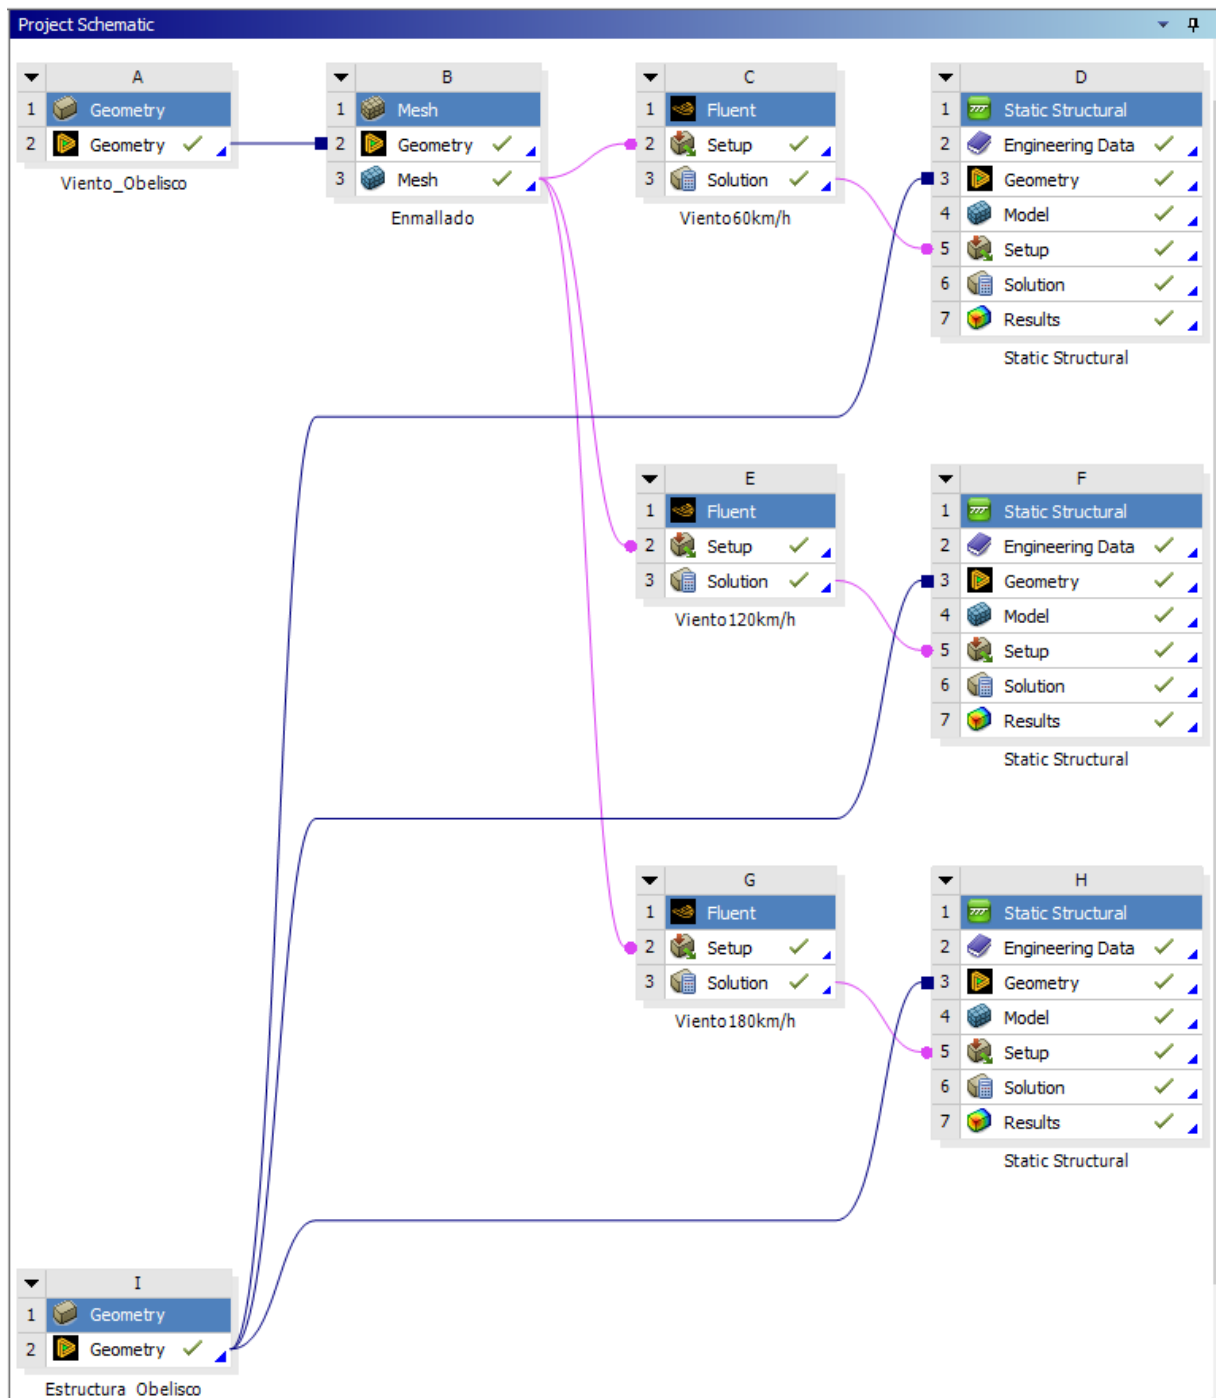 Project Schematic
A
1 Geometry
2 Geometry
Viento_Obelisco
B
1 Mesh
2 Geometry
3 Mesh
Enmallado
C
1 Fluent
2 Setup
3 Solution
Viento60km/h
D
1 Static Structural
2 Engineering Data
3 Geometry
4 Model
5 Setup
6 Solution
7 Results
Static Structural
E
1 Fluent
2 Setup
3 Solution
Viento120km/h
F
1 Static Structural
2 Engineering Data
3 Geometry
4 Model
5 Setup
6 Solution
7 Results
Static Structural
G
1 Fluent
2 Setup
3 Solution
Viento180km/h
H
1 Static Structural
2 Engineering Data
3 Geometry
4 Model
5 Setup
6 Solution
7 Results
Static Structural
I
1 Geometry
2 Geometry
Estructura_Obelisco